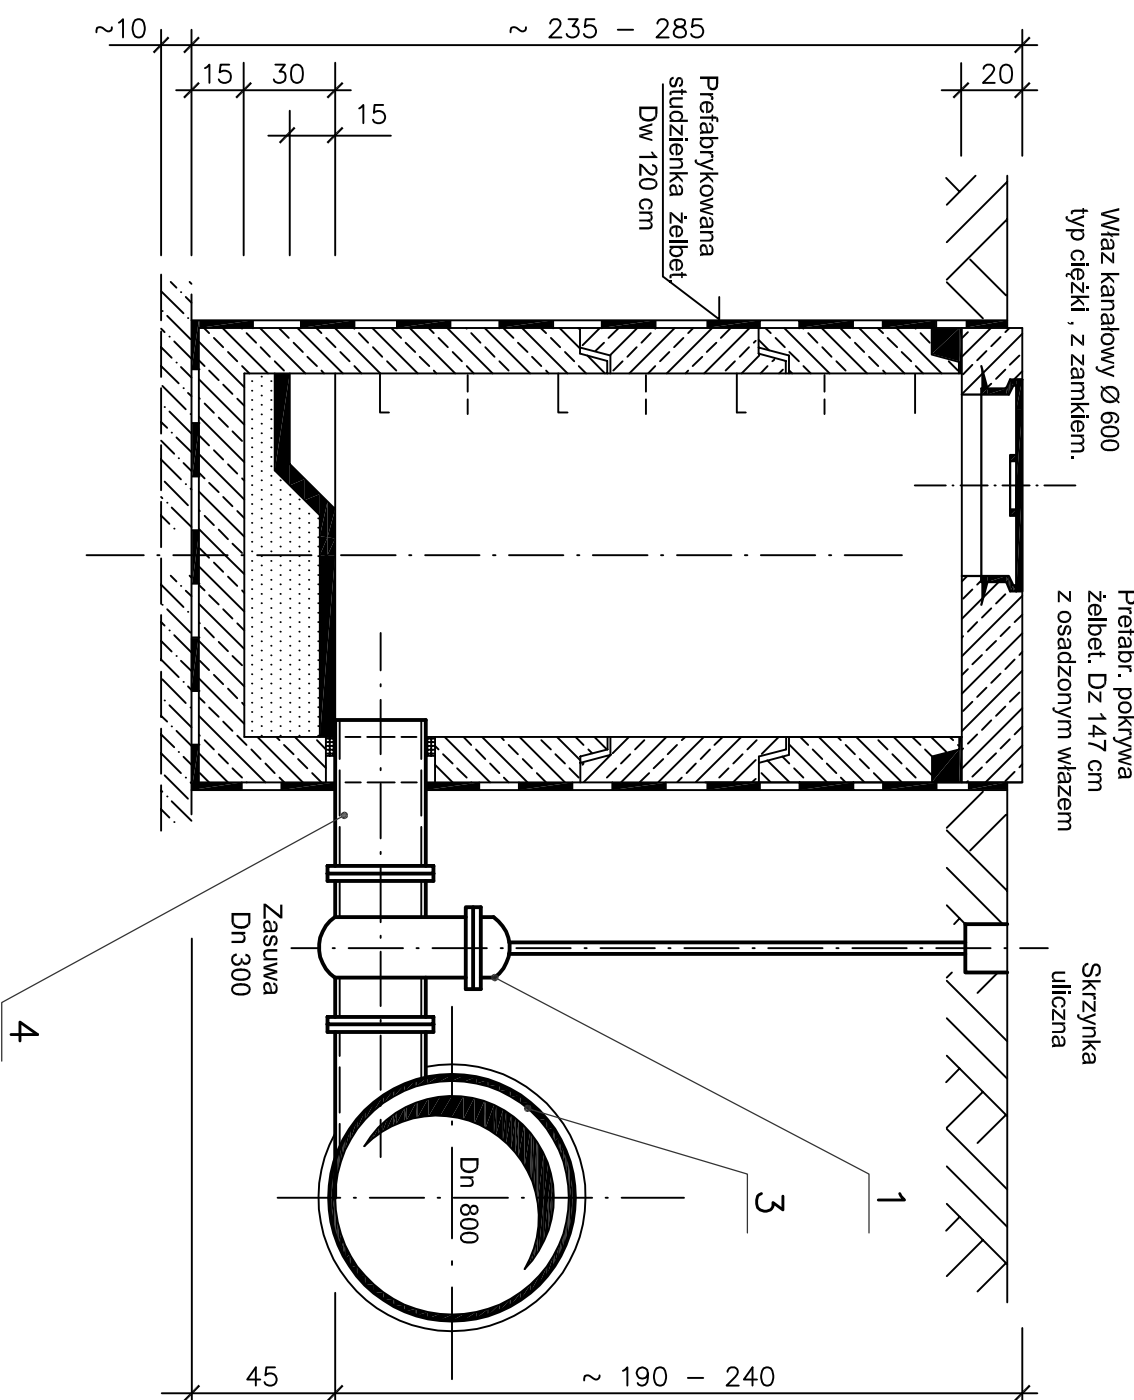 ~10
~ 235 - 285
15
30
20
15
Prefabrykowana
studzienka żelbet.
Dw 120 cm
Właz kanałowy Ø 600
typ ciężki , z zamkiem.
Prefabr. pokrywa
żelbet. Dz 147 cm
z osadzonym włazem
Skrzynka
uliczna
Zasuwa
Dn 300
Dn 800
4
3
1
45
~ 190 - 240